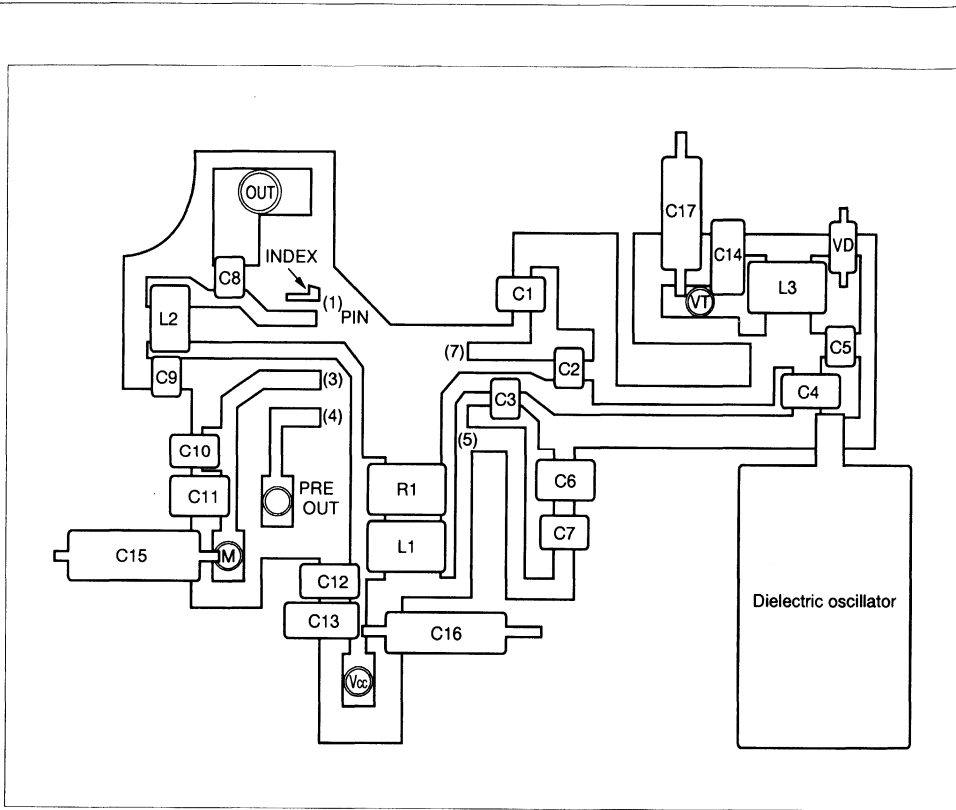 OUT
C17
C14
VD
INDEX
C8
L3
C1
(1)
PIN
VT
L2
C5
(7)
C2
C9
(3)
C4
C3
(4)
(5)
C10
C6
R1
PRE
OUT
C11
C7
L1
C15
M
C12
Dielectric oscillator
C13
C16
Vcc